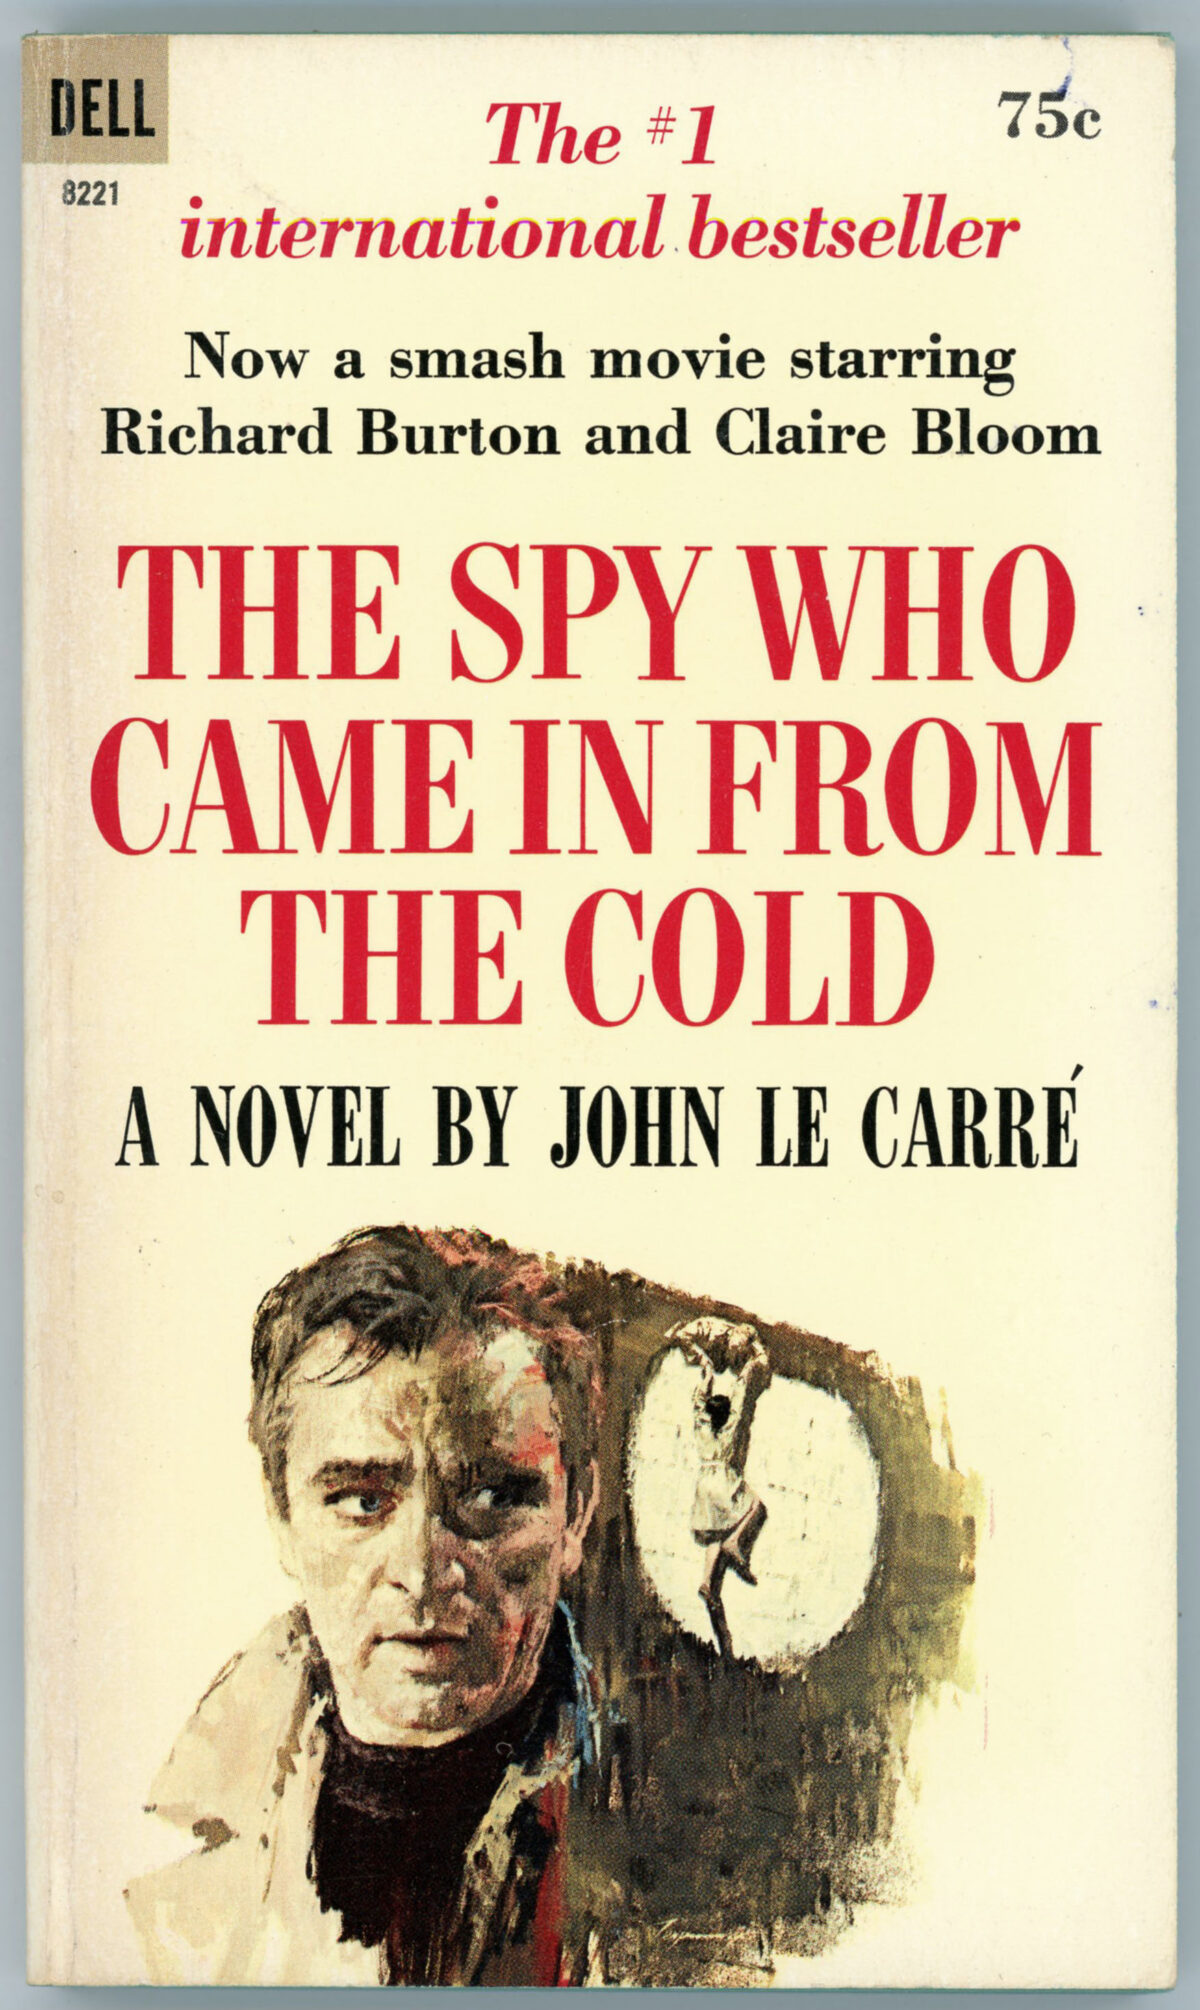 DELL
8221
75c
The #1
international bestseller
Now a smash movie starring
Richard Burton and Claire Bloom
THE SPY WHO
CAME IN FROM
THE COLD
A NOVEL BY JOHN LE CARRÉ